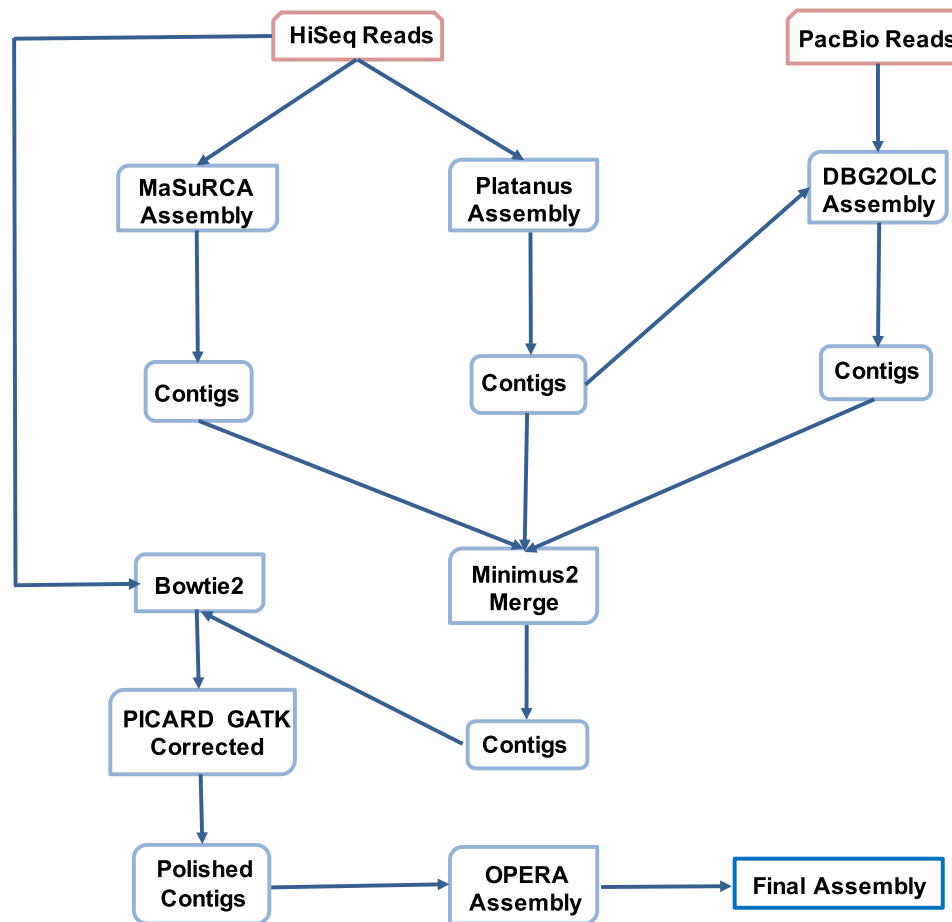 HiSeq Reads
PacBio Reads
MaSuRCA
Assembly
Platanus
Assembly
DBG2OLC
Assembly
Contigs
Contigs
Contigs
Bowtie2
Minimus2
Merge
PICARD GATK
Corrected
Contigs
Polished
Contigs
OPERA
Assembly
Final Assembly